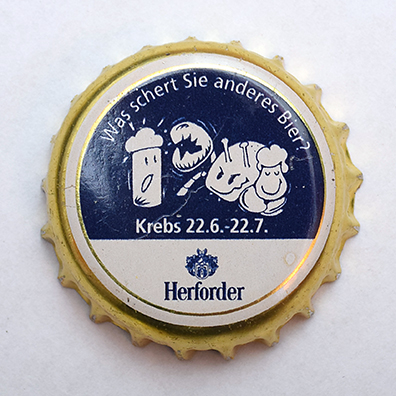 Was schert Sie anderes Bier?
Krebs 22.6.-22.7.
Herforder